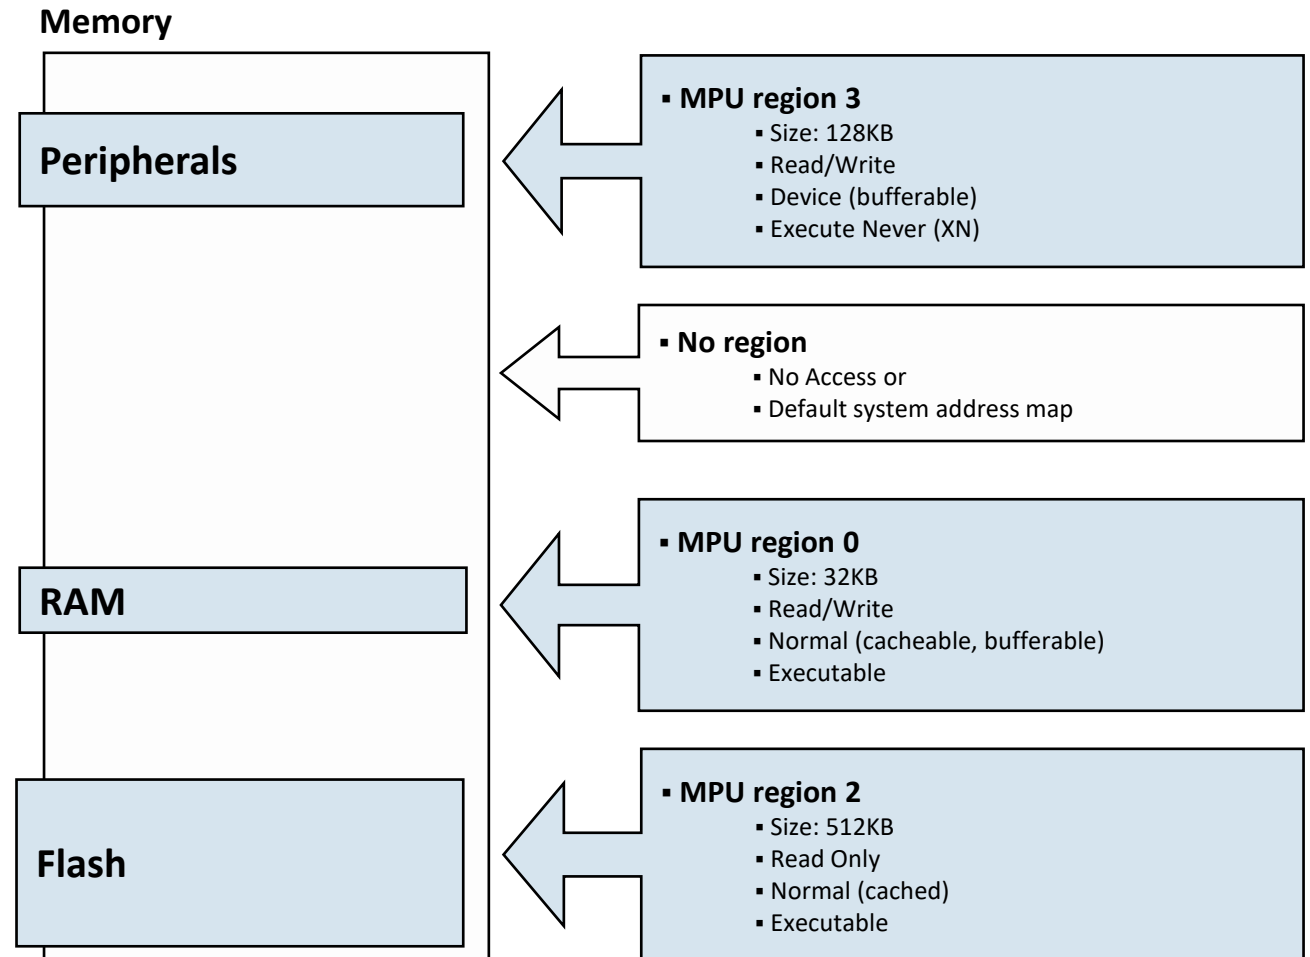 Memory
Peripherals
▪ MPU region 3
▪ Size: 128KB
▪ Read/Write
▪ Device (bufferable)
▪ Execute Never (XN)
▪ No region
▪ No Access or
▪ Default system address map
RAM
▪ MPU region 0
▪ Size: 32KB
▪ Read/Write
▪ Normal (cacheable, bufferable)
▪ Executable
Flash
▪ MPU region 2
▪ Size: 512KB
▪ Read Only
▪ Normal (cached)
▪ Executable